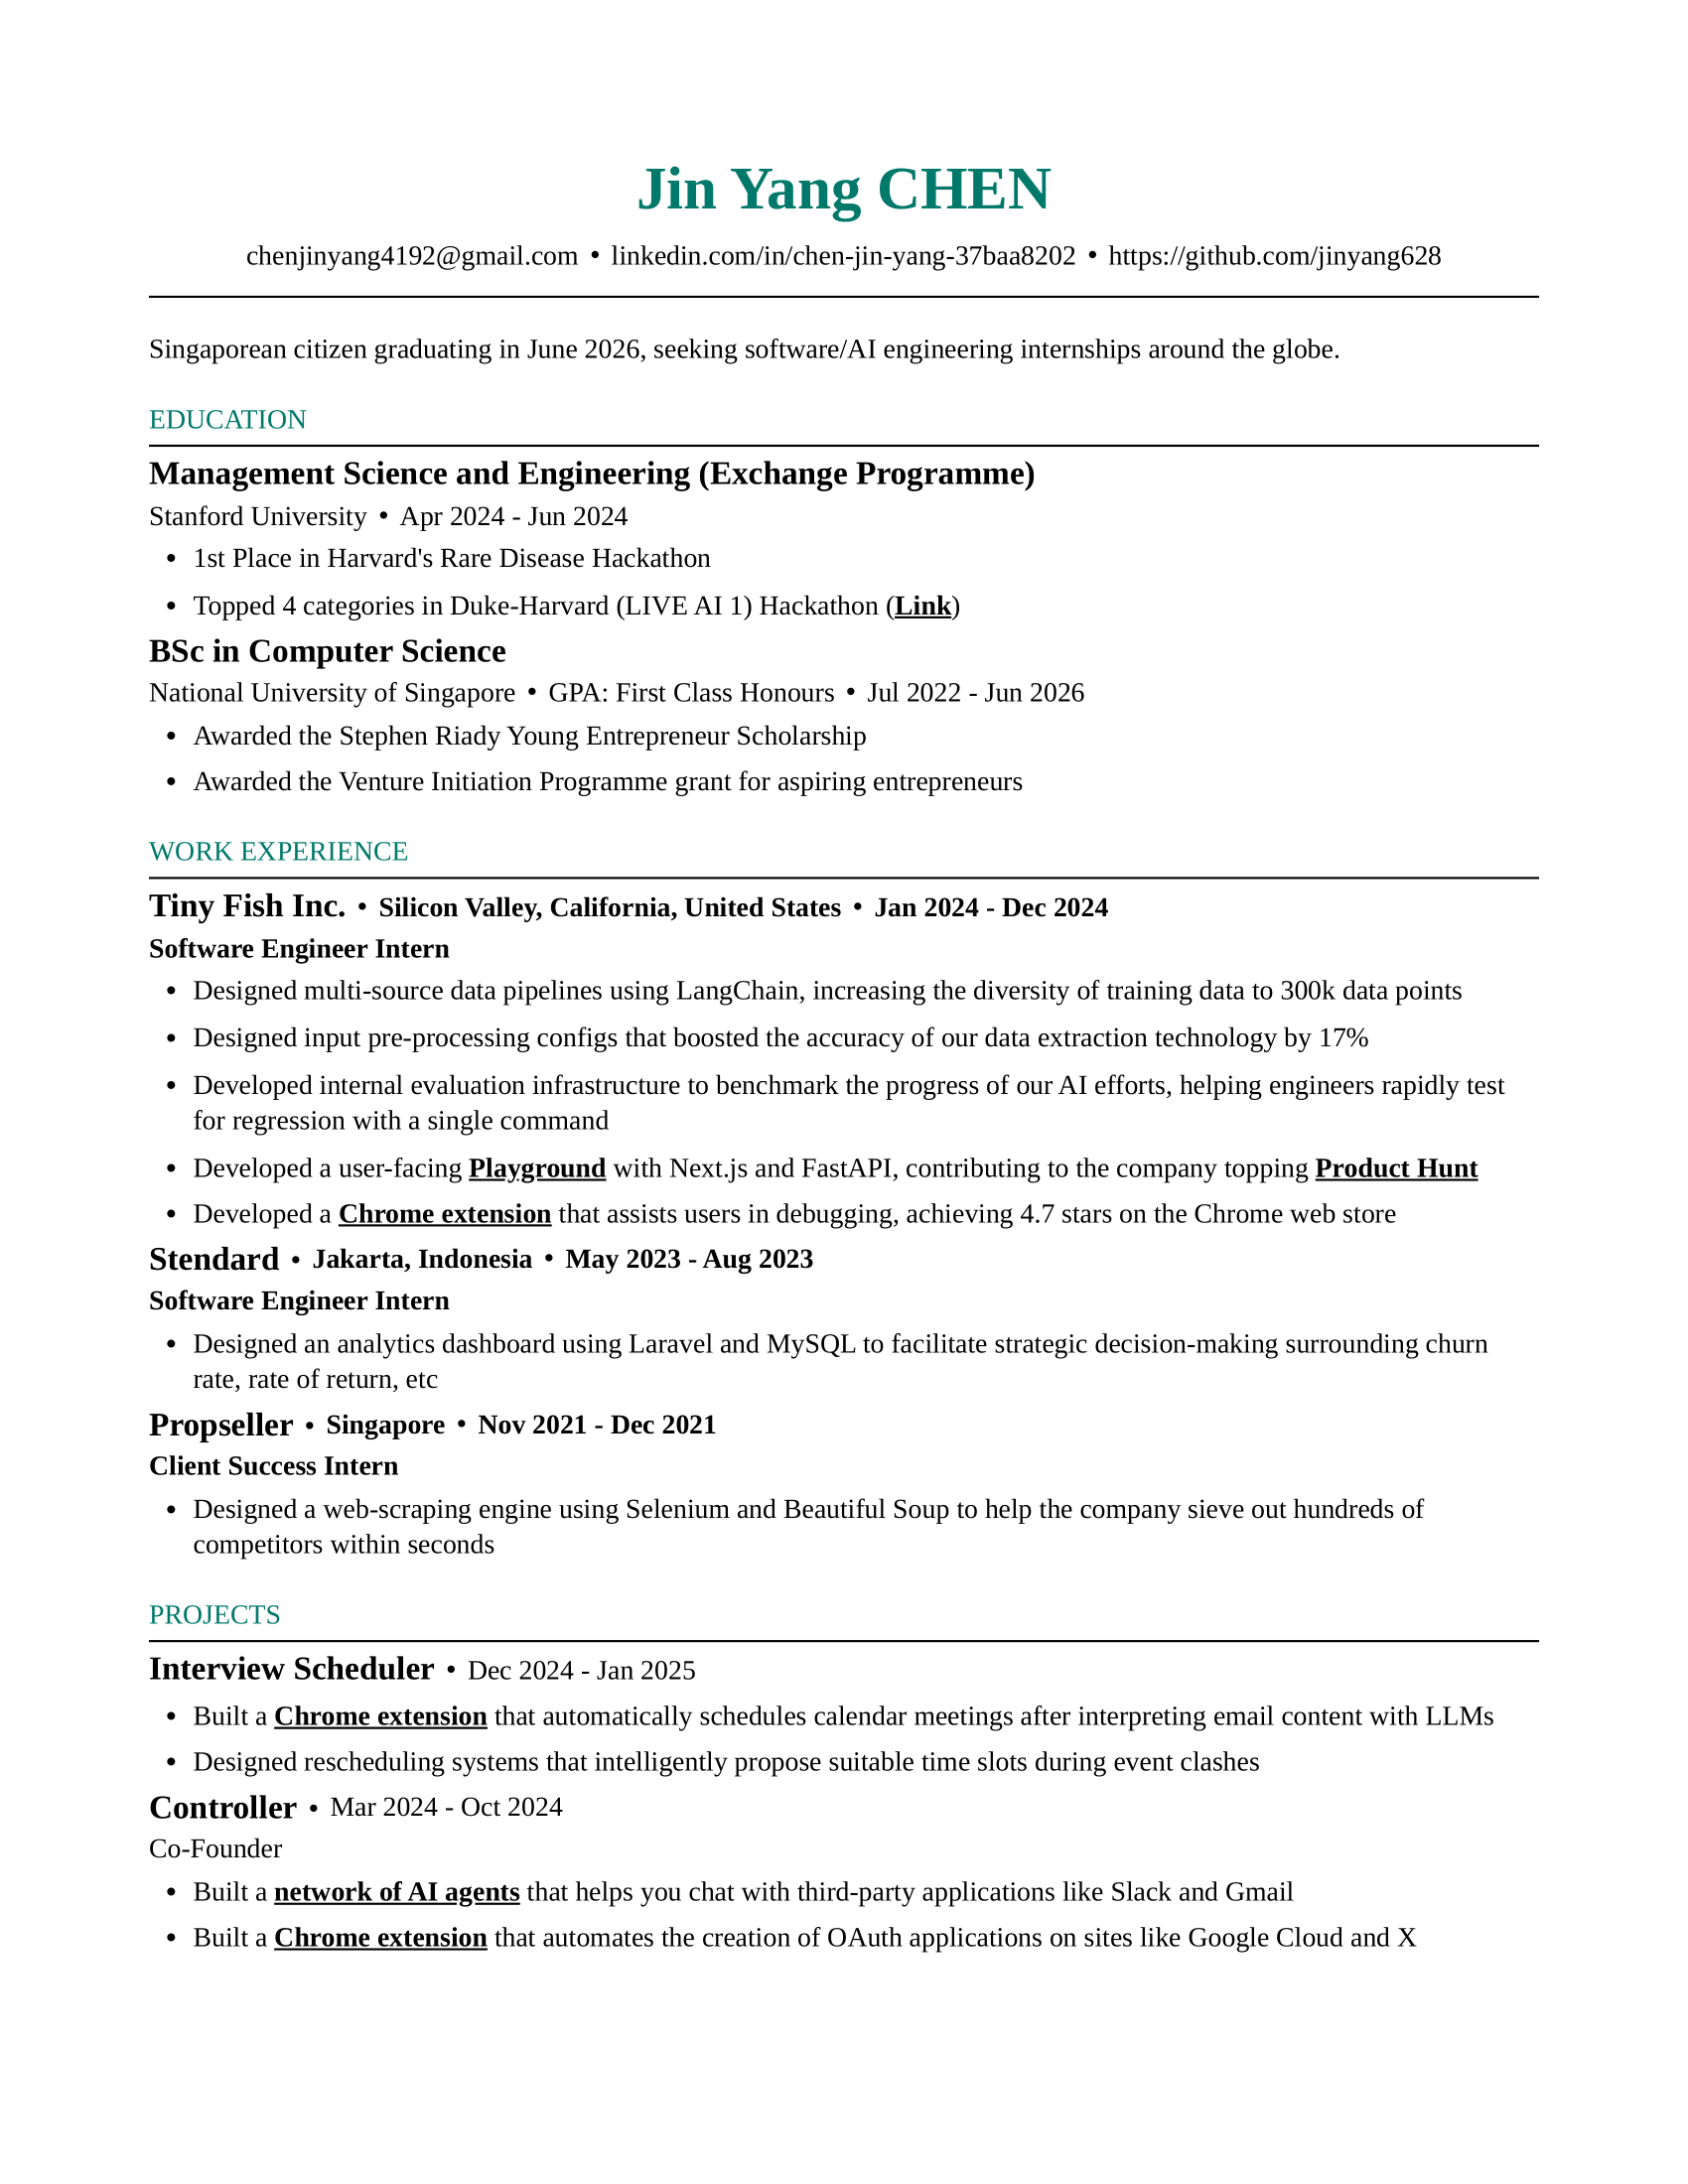 Jin Yang CHEN
chenjinyang4192@gmail.com • linkedin.com/in/chen-jin-yang-37baa8202 • https://github.com/jinyang628
Singaporean citizen graduating in June 2026, seeking software/AI engineering internships around the globe.
EDUCATION
Management Science and Engineering (Exchange Programme)
Stanford University • Apr 2024 - Jun 2024
• 1st Place in Harvard's Rare Disease Hackathon
• Topped 4 categories in Duke-Harvard (LIVE AI 1) Hackathon (Link)
BSc in Computer Science
National University of Singapore • GPA: First Class Honours • Jul 2022 - Jun 2026
• Awarded the Stephen Riady Young Entrepreneur Scholarship
• Awarded the Venture Initiation Programme grant for aspiring entrepreneurs
WORK EXPERIENCE
Tiny Fish Inc. • Silicon Valley, California, United States • Jan 2024 - Dec 2024
Software Engineer Intern
• Designed multi-source data pipelines using LangChain, increasing the diversity of training data to 300k data points
• Designed input pre-processing configs that boosted the accuracy of our data extraction technology by 17%
• Developed internal evaluation infrastructure to benchmark the progress of our AI efforts, helping engineers rapidly test
for regression with a single command
• Developed a user-facing Playground with Next.js and FastAPI, contributing to the company topping Product Hunt
• Developed a Chrome extension that assists users in debugging, achieving 4.7 stars on the Chrome web store
Stendard • Jakarta, Indonesia • May 2023 - Aug 2023
Software Engineer Intern
• Designed an analytics dashboard using Laravel and MySQL to facilitate strategic decision-making surrounding churn
rate, rate of return, etc
Propseller • Singapore • Nov 2021 - Dec 2021
Client Success Intern
• Designed a web-scraping engine using Selenium and Beautiful Soup to help the company sieve out hundreds of
competitors within seconds
PROJECTS
Interview Scheduler • Dec 2024 - Jan 2025
• Built a Chrome extension that automatically schedules calendar meetings after interpreting email content with LLMs
• Designed rescheduling systems that intelligently propose suitable time slots during event clashes
Controller • Mar 2024 - Oct 2024
Co-Founder
• Built a network of AI agents that helps you chat with third-party applications like Slack and Gmail
• Built a Chrome extension that automates the creation of OAuth applications on sites like Google Cloud and X